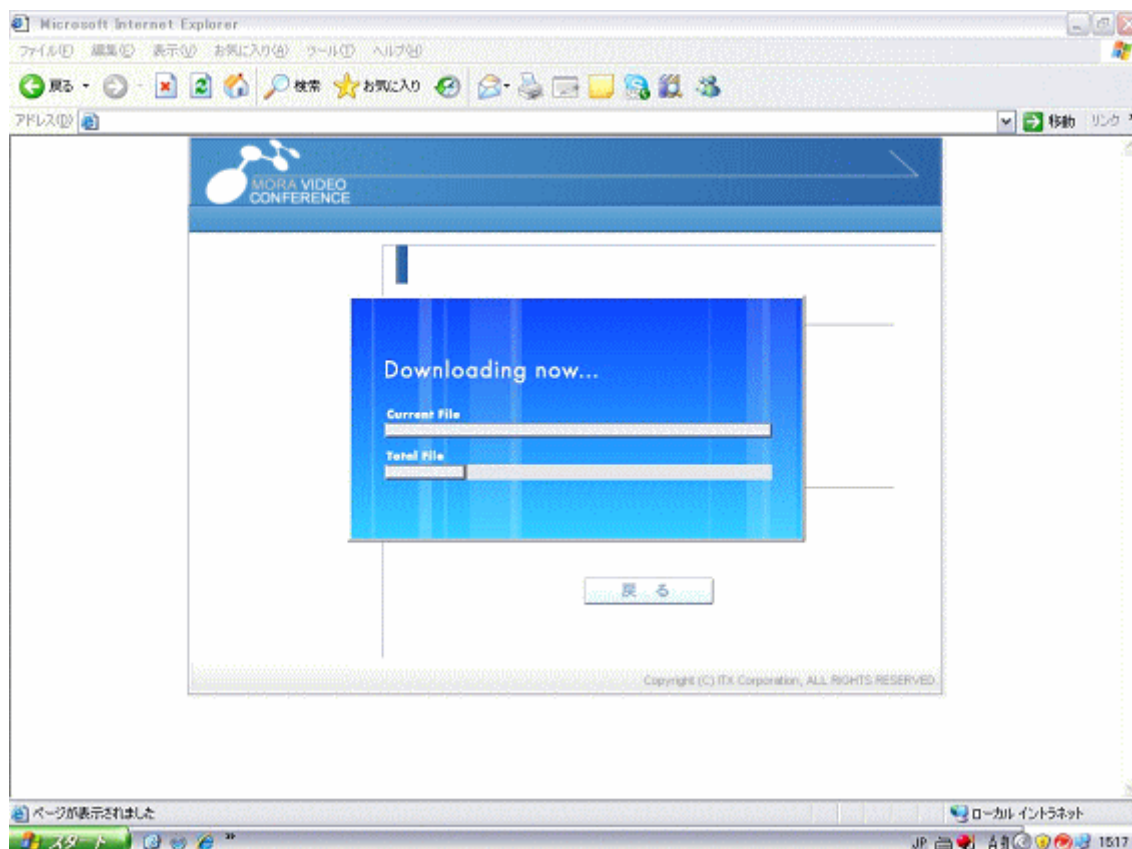 Microsoft Internet Explorer
ファイル(F) 編集(E) 表示(V) お気に入り(A) ツール(T) ヘルプ(H)
戻る 検索 お気に入り
アドレス(D) 移動 リンク
MORA VIDEO
CONFERENCE
Downloading now...
Current File
Total File
戻る
Copyright (C) ITX Corporation, ALL RIGHTS RESERVED.
ページが表示されました ローカル イントラネット
スタート JP 15:17